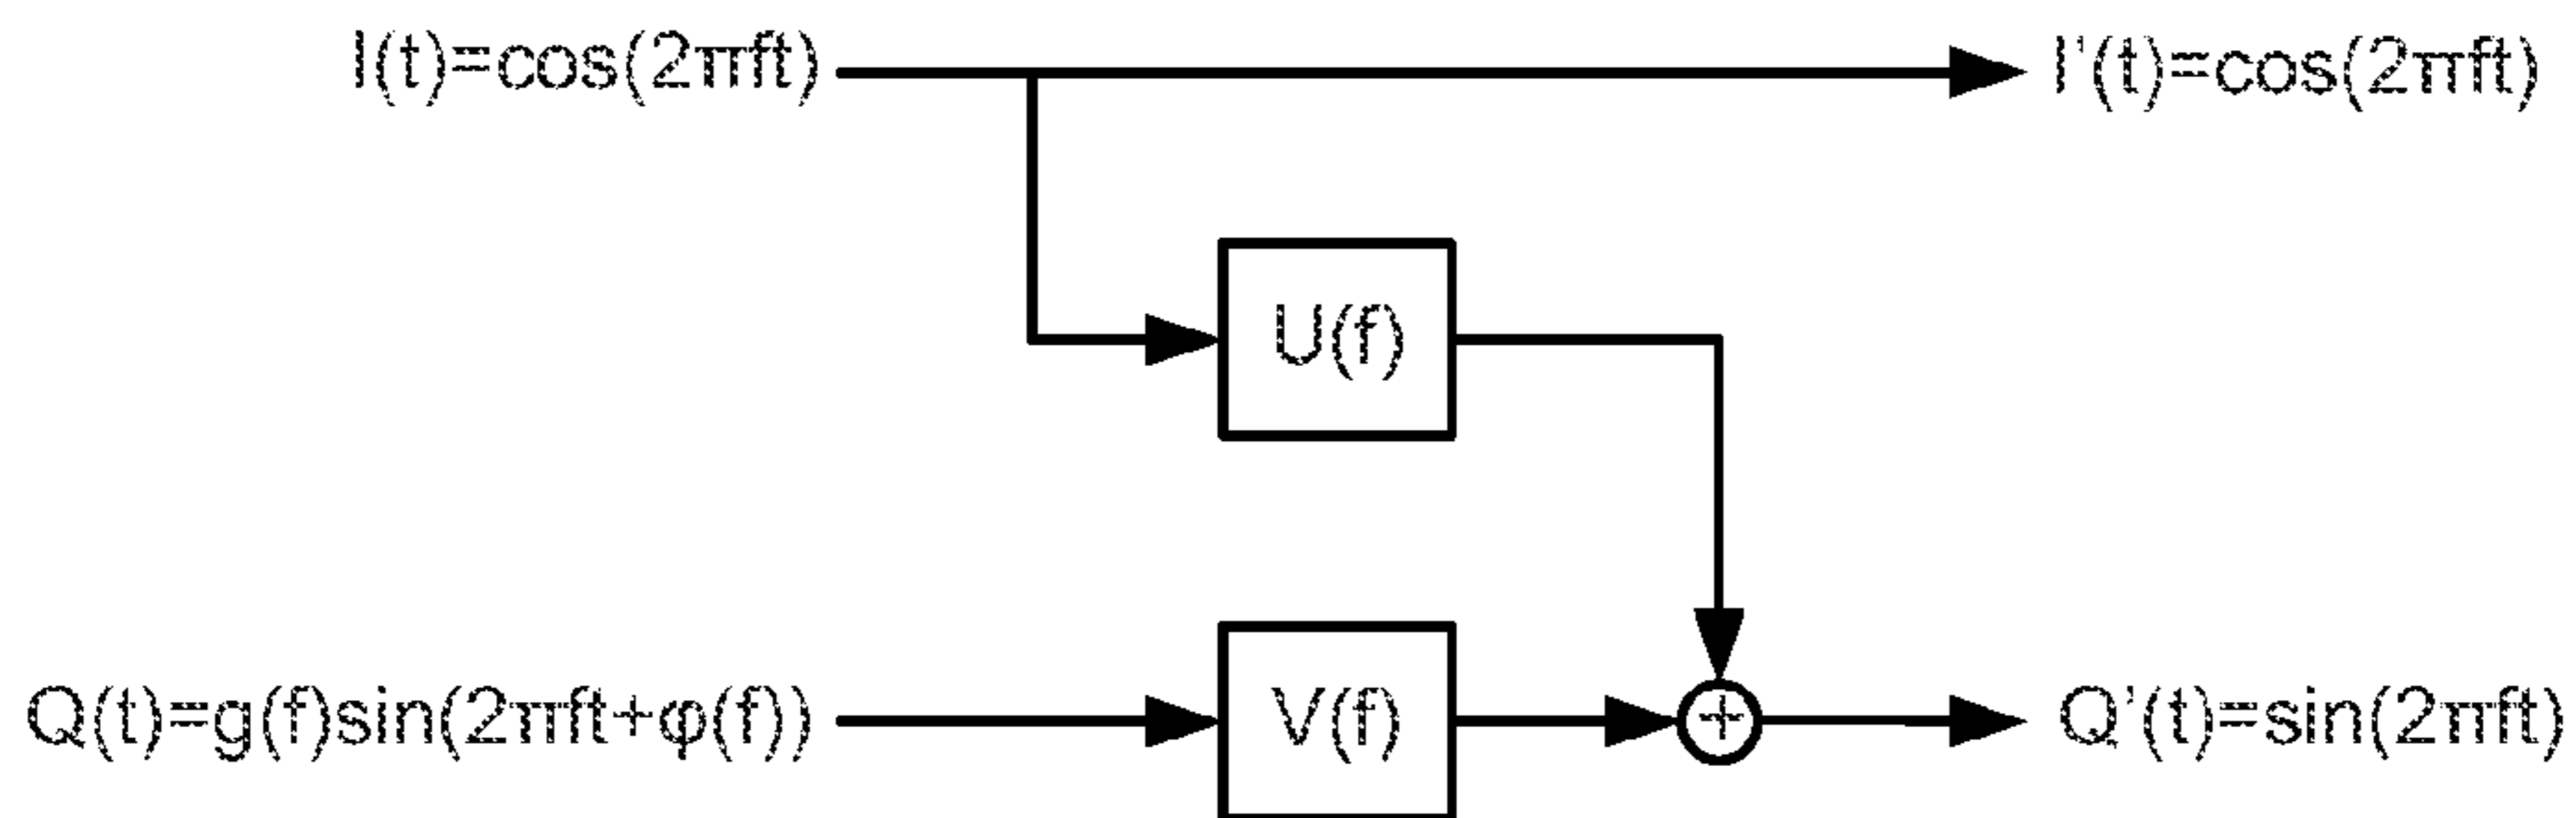 I(t)=cos(2πft)
I'(t)=cos(2πft)
U(f)
Q(t)=g(f)sin(2πft+φ(f))
V(f)
+
Q'(t)=sin(2πft)